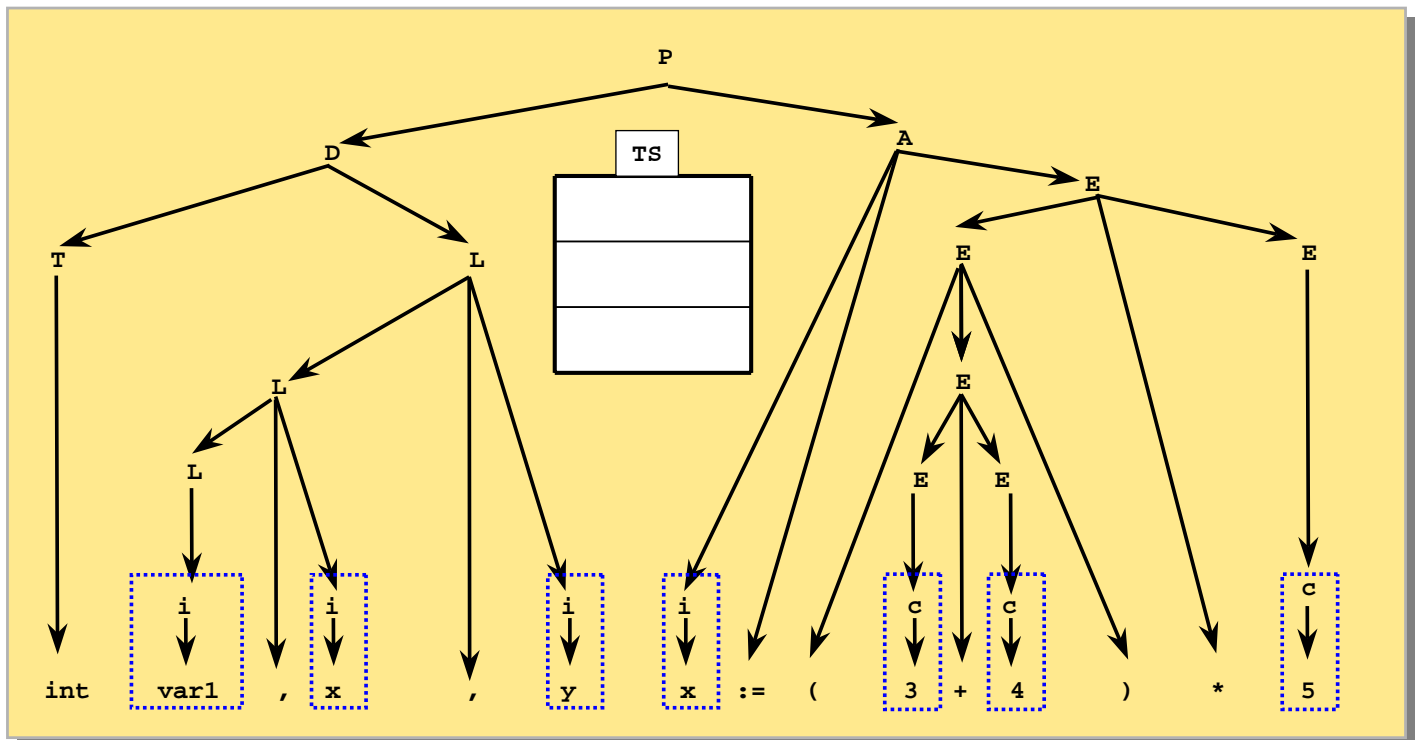 P
D TS A
E
T L E E
L E
L E E
c
i i i i c c
int var1 , x , y x := ( 3 + 4 ) * 5